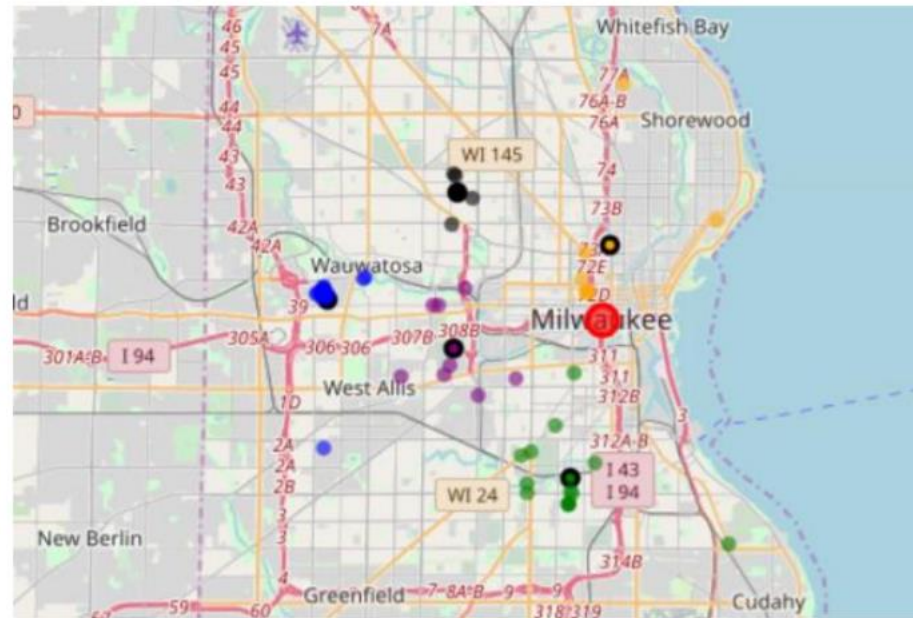 46
45
7A
Whitefish Bay
45
77A
44
76A-B
0
44
76A
Shorewood
43
WI 145
43
74
73B
Brookfield
42A
42A
Wauwatosa
72E
ld
39
72D
Milwaukee
305A
307B
308B
301A-B
I 94
306
306
311
West Allis
311
1D
312B
3
2A
312A-B
2A
I 43
2B
WI 24
I 94
3
New Berlin
3
314B
4
Greenfield
7
8A-B
9
9
Cudahy
59
60
318
319